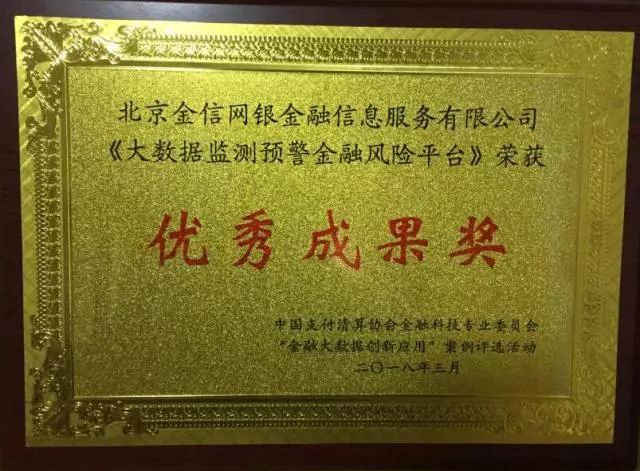 北京金信网银金融信息服务有限公司
《大数据监测预警金融风险平台》荣获
优秀成果奖
中国支付清算协会金融科技专业委员会
“金融大数据创新应用”案例评选活动
二〇一八年三月